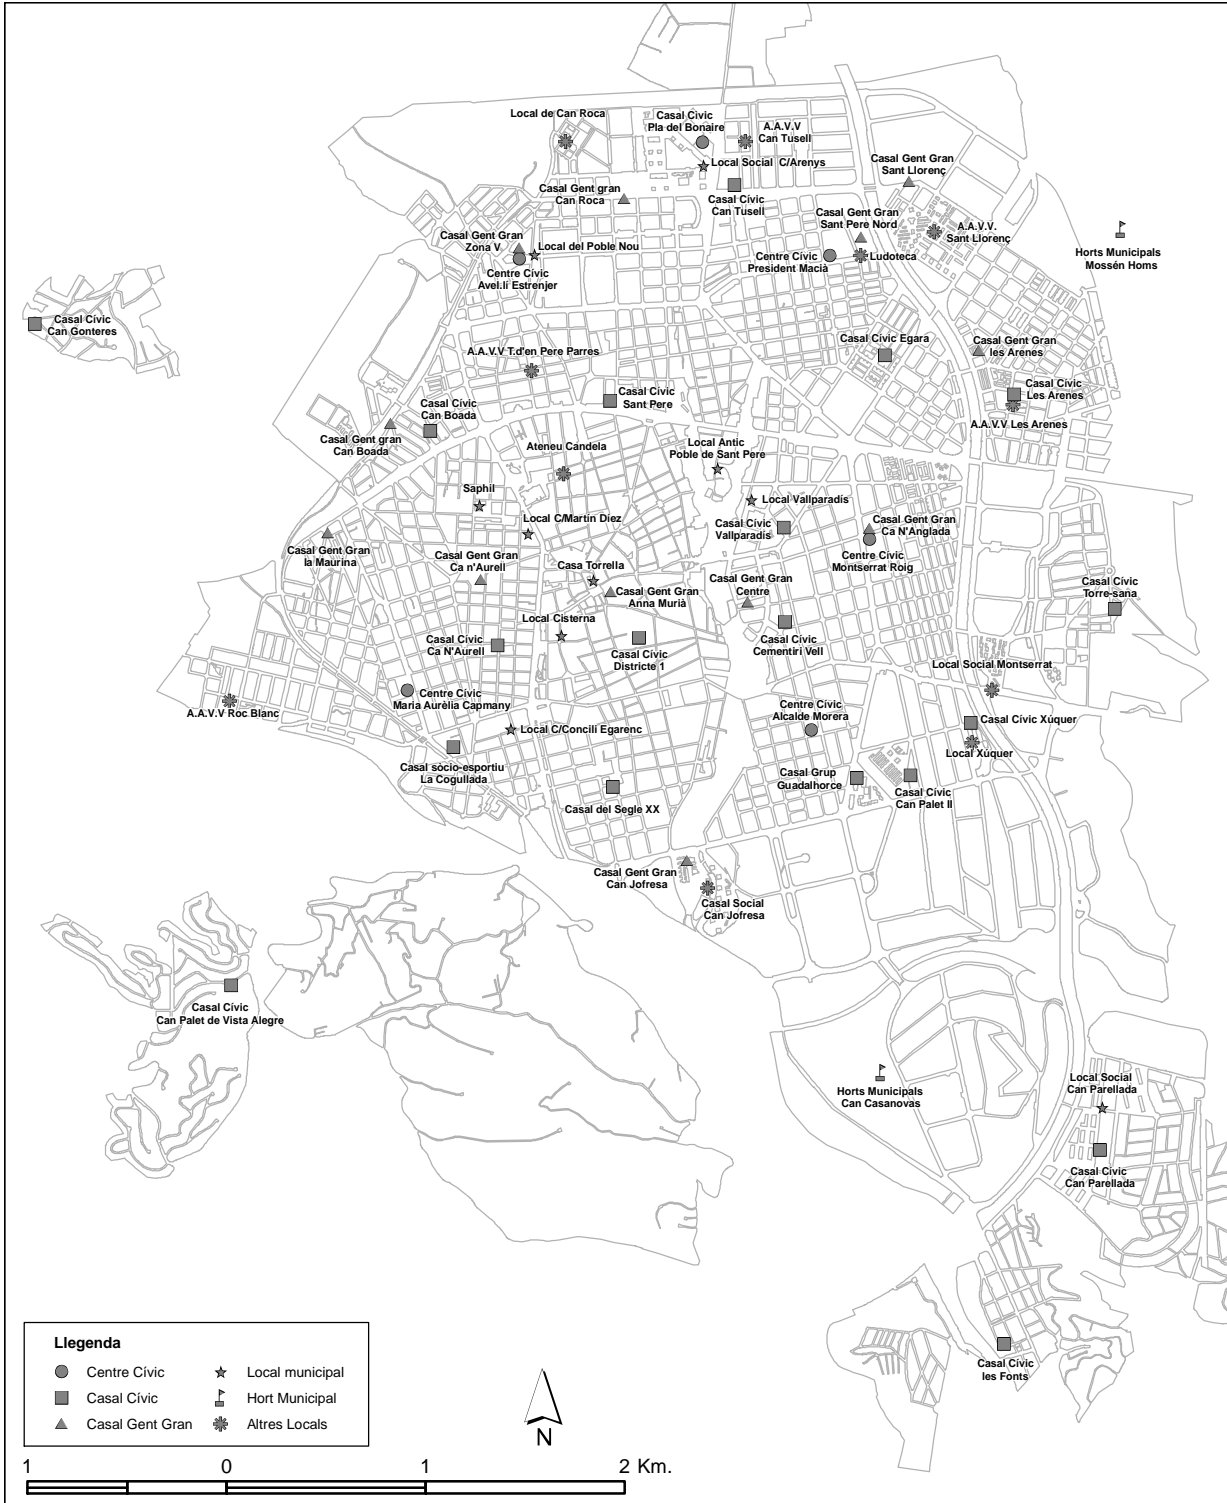 Local de Can Roca
Casal Cívic
Pla del Bonaire
A.A.V.V
Can Tusell
Local Social C/Arenys
Casal Gent Gran
Sant Llorenç
Casal Gent gran
Can Roca
Casal Cívic
Can Tusell
Casal Gent Gran
Sant Pere Nord
A.A.V.V.
Sant Llorenç
Horts Municipals
Mossén Homs
Casal Gent Gran
Zona V
Local del Poble Nou
Centre Cívic
Avel.lí Estrenjer
Centre Cívic
President Macià
Ludoteca
Casal Cívic
Can Gonteres
Casal Cívic Egara
Casal Gent Gran
les Arenes
A.A.V.V T.d'en Pere Parres
Casal Cívic
Sant Pere
Casal Cívic
Les Arenes
A.A.V.V Les Arenes
Casal Cívic
Can Boada
Casal Gent gran
Can Boada
Ateneu Candela
Local Antic
Poble de Sant Pere
Saphil
Local Vallparadís
Local C/Martín Díez
Casal Cívic
Vallparadís
Casal Gent Gran
Ca N'Anglada
Centre Cívic
Montserrat Roig
Casal Gent Gran
la Maurina
Casal Gent Gran
Ca n'Aurell
Casa Torrella
Casal Gent Gran
Anna Murià
Casal Gent Gran
Centre
Casal Cívic
Torre-sana
Local Cisterna
Casal Cívic
Ca N'Aurell
Casal Cívic
Districte 1
Casal Cívic
Cementiri Vell
Local Social Montserrat
A.A.V.V Roc Blanc
Centre Cívic
Maria Aurèlia Capmany
Centre Cívic
Alcalde Morera
Casal Cívic Xúquer
Local C/Concili Egarenc
Local Xúquer
Casal sòcio-esportiu
La Cogullada
Casal Grup
Guadalhorce
Casal Cívic
Can Palet II
Casal del Segle XX
Casal Gent Gran
Can Jofresa
Casal Social
Can Jofresa
Casal Cívic
Can Palet de Vista Alegre
Local Social
Can Parellada
Horts Municipals
Can Casanovas
Casal Cívic
Can Parellada
Casal Cívic
les Fonts
Llegenda
Centre Cívic
Local municipal
Casal Cívic
Hort Municipal
Casal Gent Gran
Altres Locals
N
1 0 1 2 Km.